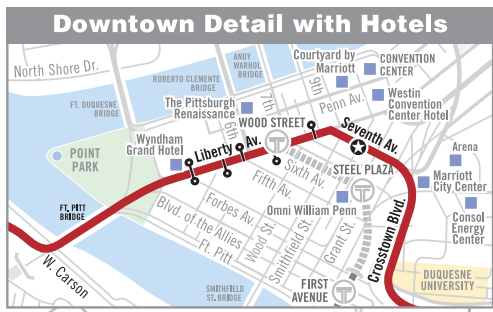 Downtown Detail with Hotels
North Shore Dr.
ROBERTO CLEMENTE
BRIDGE
ANDY
WARHOL
BRIDGE
Courtyard by
Marriott
CONVENTION
CENTER
FT. DUQUESNE
BRIDGE
The Pittsburgh
Renaissance
6th
7th
9th
Penn Av.
Westin
Convention
Center Hotel
WOOD STREET
Seventh Av.
Wyndham
Grand Hotel
Liberty Av.
POINT
PARK
Sixth Av.
STEEL PLAZA
T
Arena
Fifth Av.
Marriott
City Center
FT. PITT
BRIDGE
Forbes Av.
Blvd. of the Allies
Ft. Pitt
Wood St.
Smithfield St.
Omni William Penn
Grant St.
T
Crosstown Blvd.
Consol
Energy
Center
W. Carson
SMITHFIELD
ST. BRIDGE
FIRST
AVENUE
T
DUQUESNE
UNIVERSITY